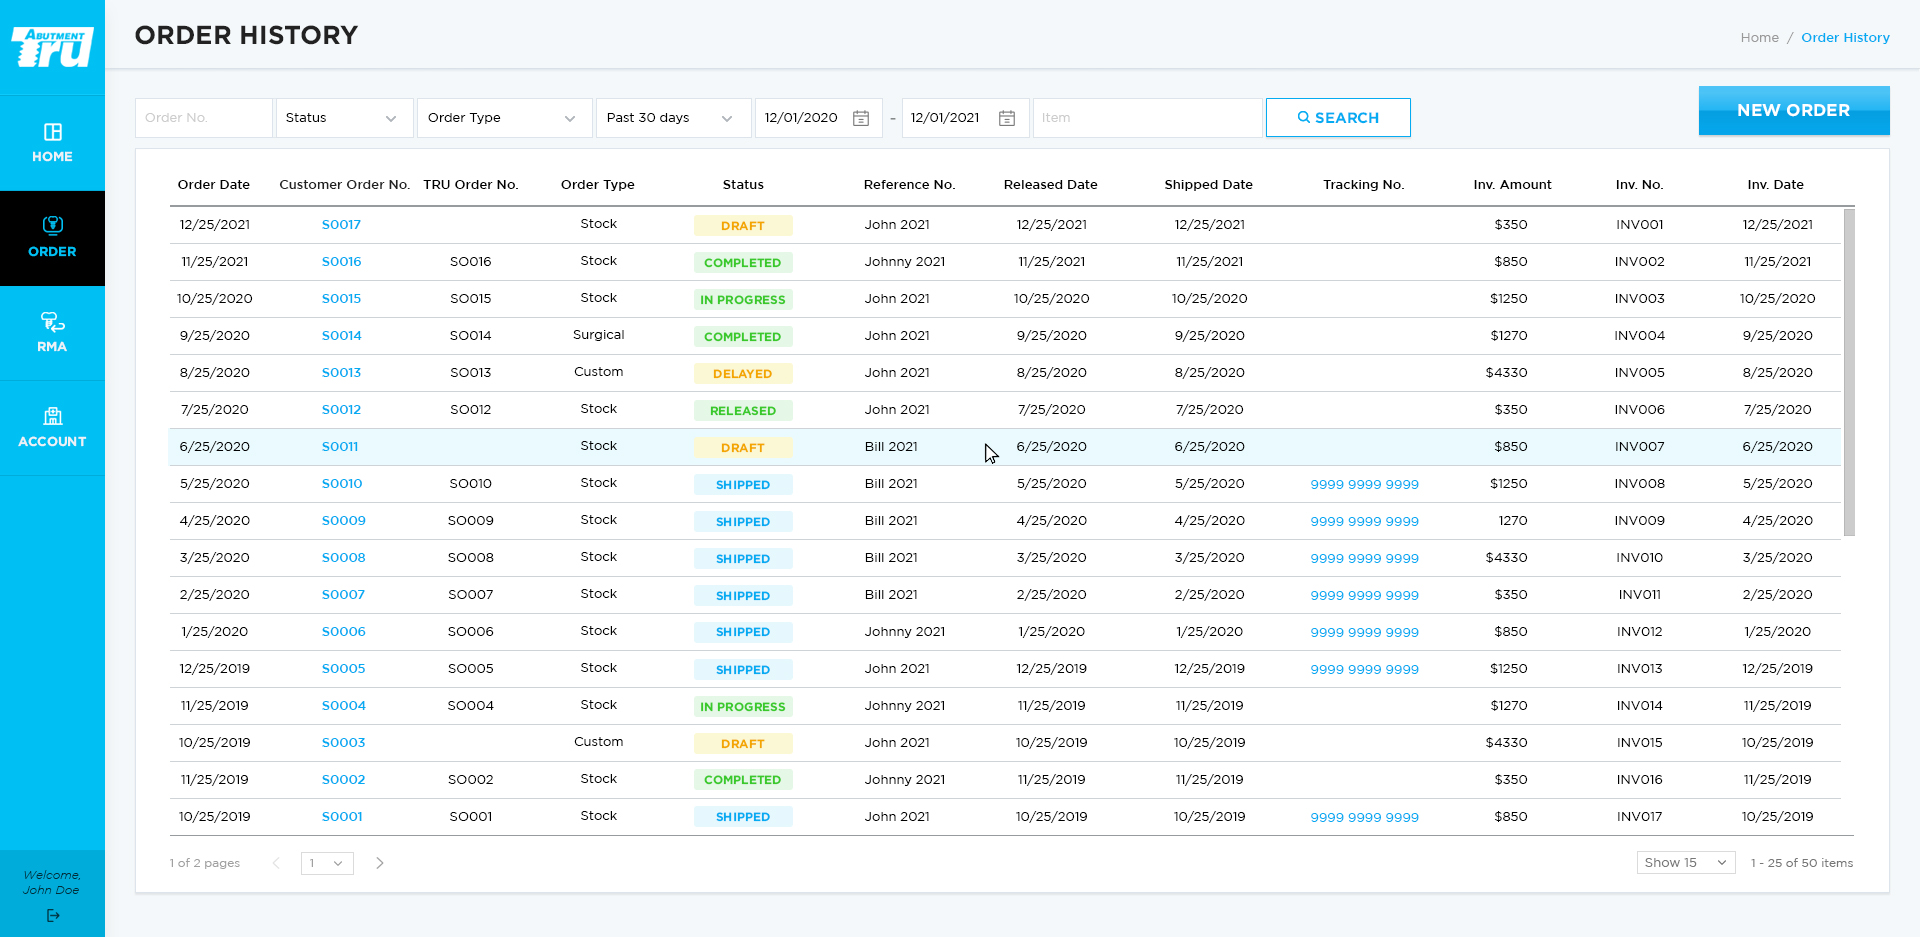 ABUTMENT
Tru
ORDER HISTORY
Home / Order History
HOME
ORDER
RMA
ACCOUNT
Welcome,
John Doe
Order No. Status Order Type Past 30 days 12/01/2020 - 12/01/2021 Item SEARCH NEW ORDER
Order Date Customer Order No. TRU Order No. Order Type Status Reference No. Released Date Shipped Date Tracking No. Inv. Amount Inv. No. Inv. Date
12/25/2021 S0017 Stock DRAFT John 2021 12/25/2021 12/25/2021 $350 INV001 12/25/2021
11/25/2021 S0016 SO016 Stock COMPLETED Johnny 2021 11/25/2021 11/25/2021 $850 INV002 11/25/2021
10/25/2020 S0015 SO015 Stock IN PROGRESS John 2021 10/25/2020 10/25/2020 $1250 INV003 10/25/2020
9/25/2020 S0014 SO014 Surgical COMPLETED John 2021 9/25/2020 9/25/2020 $1270 INV004 9/25/2020
8/25/2020 S0013 SO013 Custom DELAYED John 2021 8/25/2020 8/25/2020 $4330 INV005 8/25/2020
7/25/2020 S0012 SO012 Stock RELEASED John 2021 7/25/2020 7/25/2020 $350 INV006 7/25/2020
6/25/2020 S0011 Stock DRAFT Bill 2021 6/25/2020 6/25/2020 $850 INV007 6/25/2020
5/25/2020 S0010 SO010 Stock SHIPPED Bill 2021 5/25/2020 5/25/2020 9999 9999 9999 $1250 INV008 5/25/2020
4/25/2020 S0009 SO009 Stock SHIPPED Bill 2021 4/25/2020 4/25/2020 9999 9999 9999 1270 INV009 4/25/2020
3/25/2020 S0008 SO008 Stock SHIPPED Bill 2021 3/25/2020 3/25/2020 9999 9999 9999 $4330 INV010 3/25/2020
2/25/2020 S0007 SO007 Stock SHIPPED Bill 2021 2/25/2020 2/25/2020 9999 9999 9999 $350 INV011 2/25/2020
1/25/2020 S0006 SO006 Stock SHIPPED Johnny 2021 1/25/2020 1/25/2020 9999 9999 9999 $850 INV012 1/25/2020
12/25/2019 S0005 SO005 Stock SHIPPED John 2021 12/25/2019 12/25/2019 9999 9999 9999 $1250 INV013 12/25/2019
11/25/2019 S0004 SO004 Stock IN PROGRESS Johnny 2021 11/25/2019 11/25/2019 $1270 INV014 11/25/2019
10/25/2019 S0003 Custom DRAFT John 2021 10/25/2019 10/25/2019 $4330 INV015 10/25/2019
11/25/2019 S0002 SO002 Stock COMPLETED Johnny 2021 11/25/2019 11/25/2019 $350 INV016 11/25/2019
10/25/2019 S0001 SO001 Stock SHIPPED John 2021 10/25/2019 10/25/2019 9999 9999 9999 $850 INV017 10/25/2019
1 of 2 pages 1 Show 15 1 - 25 of 50 items